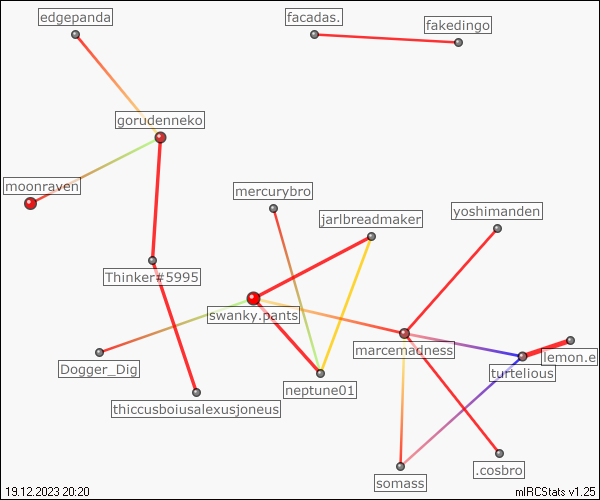 edgepanda
facadas.
fakedingo
gorudenneko
moonraven
mercurybro
jarlbreadmaker
yoshimanden
Thinker#5995
swanky.pants
marcemadness
lemon.e
Dogger_Dig
turtelious
neptune01
thiccusboiusalexusjoneus
somass
.cosbro
19.12.2023 20:20
mIRCStats v1.25